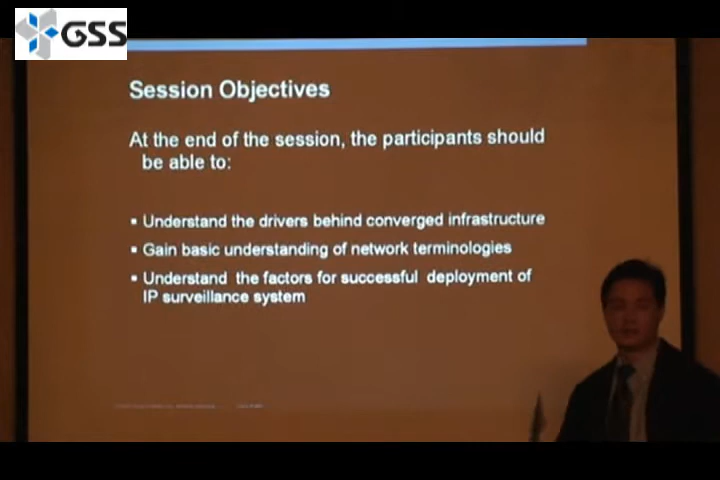 GSS
Session Objectives
At the end of the session, the participants should
be able to:
▪ Understand the drivers behind converged infrastructure
▪ Gain basic understanding of network terminologies
▪ Understand the factors for successful deployment of
IP surveillance system